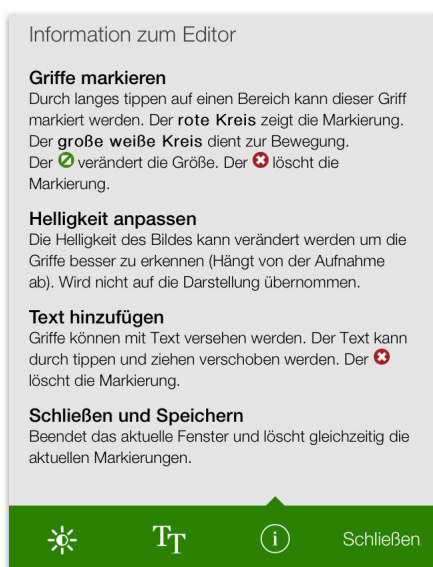 Information zum Editor
Griffe markieren
Durch langes tippen auf einen Bereich kann dieser Griff
markiert werden. Der rote Kreis zeigt die Markierung.
Der große weiße Kreis dient zur Bewegung.
Der verändert die Größe. Der löscht die
Markierung.
Helligkeit anpassen
Die Helligkeit des Bildes kann verändert werden um die
Griffe besser zu erkennen (Hängt von der Aufnahme
ab). Wird nicht auf die Darstellung übernommen.
Text hinzufügen
Griffe können mit Text versehen werden. Der Text kann
durch tippen und ziehen verschoben werden. Der
löscht die Markierung.
Schließen und Speichern
Beendet das aktuelle Fenster und löscht gleichzeitig die
aktuellen Markierungen.
TT i Schließen